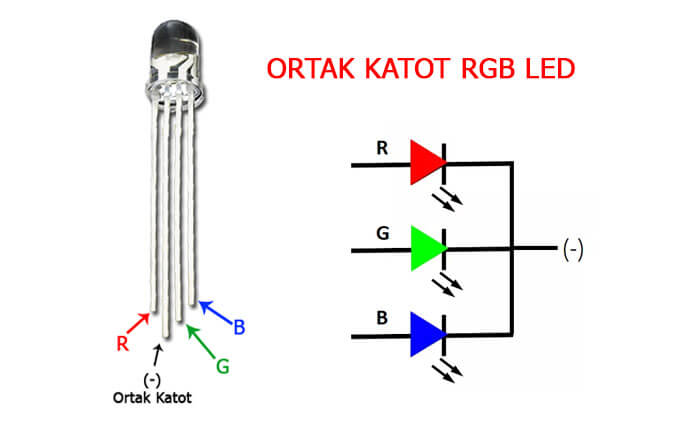 ORTAK KATOT RGB LED
R
G
(-)
B
R
B
G
(-)
Ortak Katot